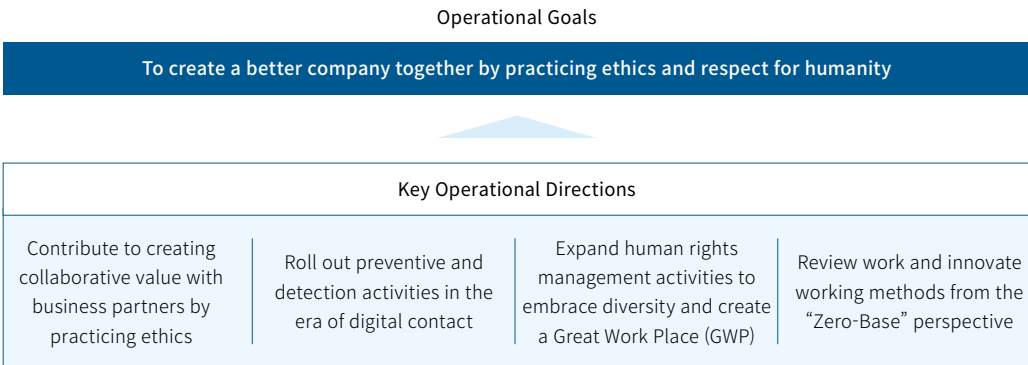 Operational Goals
To create a better company together by practicing ethics and respect for humanity
Key Operational Directions
Contribute to creating
collaborative value with
business partners by
practicing ethics
Roll out preventive and
detection activities in the
era of digital contact
Expand human rights
management activities to
embrace diversity and create
a Great Work Place (GWP)
Review work and innovate
working methods from the
“Zero-Base” perspective